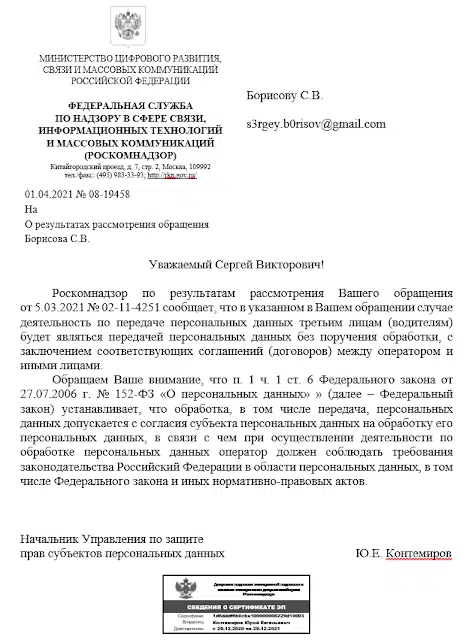 МИНИСТЕРСТВО ЦИФРОВОГО РАЗВИТИЯ,
СВЯЗИ И МАССОВЫХ КОММУНИКАЦИЙ
РОССИЙСКОЙ ФЕДЕРАЦИИ
ФЕДЕРАЛЬНАЯ СЛУЖБА
ПО НАДЗОРУ В СФЕРЕ СВЯЗИ,
ИНФОРМАЦИОННЫХ ТЕХНОЛОГИЙ
И МАССОВЫХ КОММУНИКАЦИЙ
(РОСКОМНАДЗОР)
Китайгородский проезд, д. 7, стр. 2, Москва, 109992
тел./факс: (495) 983-33-93; http://rkn.gov.ru/
01.04.2021 № 08-19458
На
О результатах рассмотрения обращения
Борисова С.В.
Борисову С.В.
s3rgey.b0risov@gmail.com
Уважаемый Сергей Викторович!
Роскомнадзор по результатам рассмотрения Вашего обращения
от 5.03.2021 № 02-11-4251 сообщает, что в указанном в Вашем обращении случае
деятельность по передаче персональных данных третьим лицам (водителям)
будет являться передачей персональных данных без поручения обработки, с
заключением соответствующих соглашений (договоров) между оператором и
иными лицами.
Обращаем Ваше внимание, что п. 1 ч. 1 ст. 6 Федерального закона от
27.07.2006 г. № 152-ФЗ «О персональных данных» » (далее – Федеральный
закон) устанавливает, что обработка, в том числе передача, персональных
данных допускается с согласия субъекта персональных данных на обработку его
персональных данных, в связи с чем при осуществлении деятельности по
обработке персональных данных оператор должен соблюдать требования
законодательства Российской Федерации в области персональных данных, в том
числе Федерального закона и иных нормативно-правовых актов.
Начальник Управления по защите
прав субъектов персональных данных
Ю.Е. Контемиров
СВЕДЕНИЯ О СЕРТИФИКАТЕ ЭП
Сертификат
Владелец Контемиров Юрий Евгеньевич
Действителен с 29.12.2020 по 29.12.2021